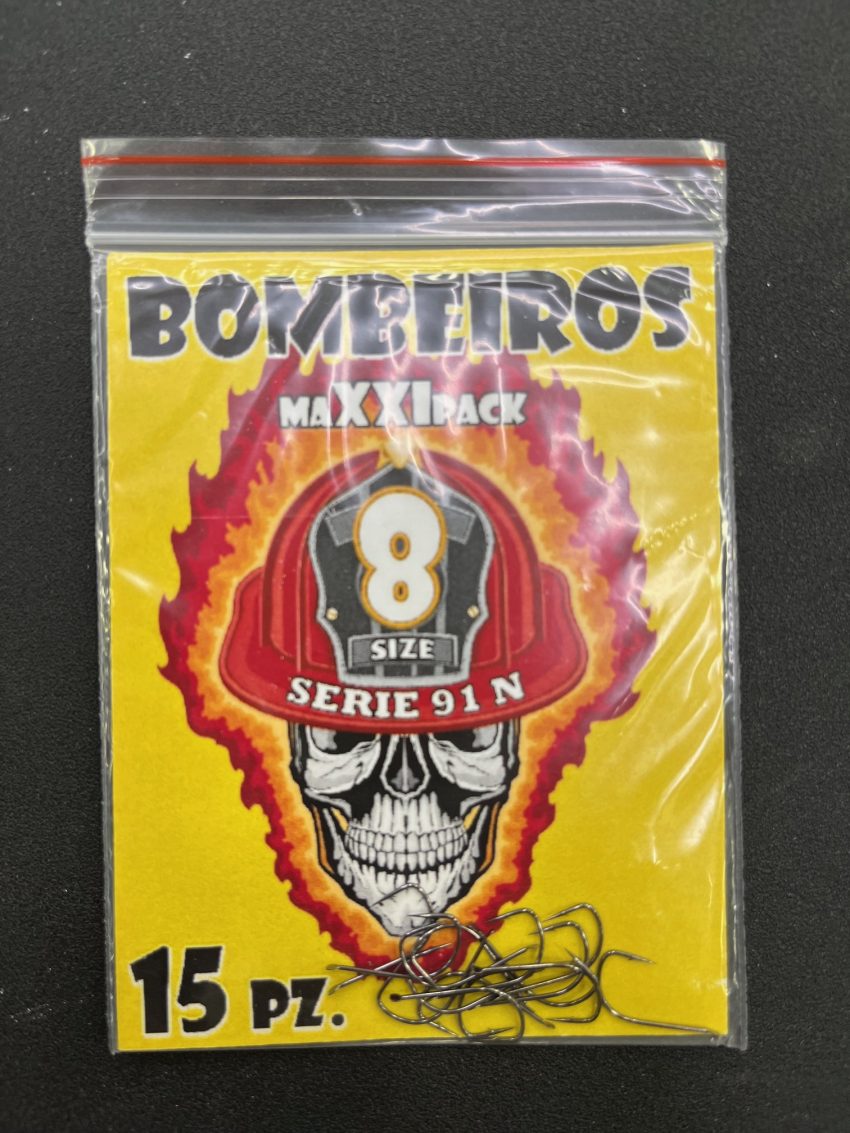 BOMBEIROS
MAXXIPACK
8
SIZE
SERIE 91 N
15 PZ.